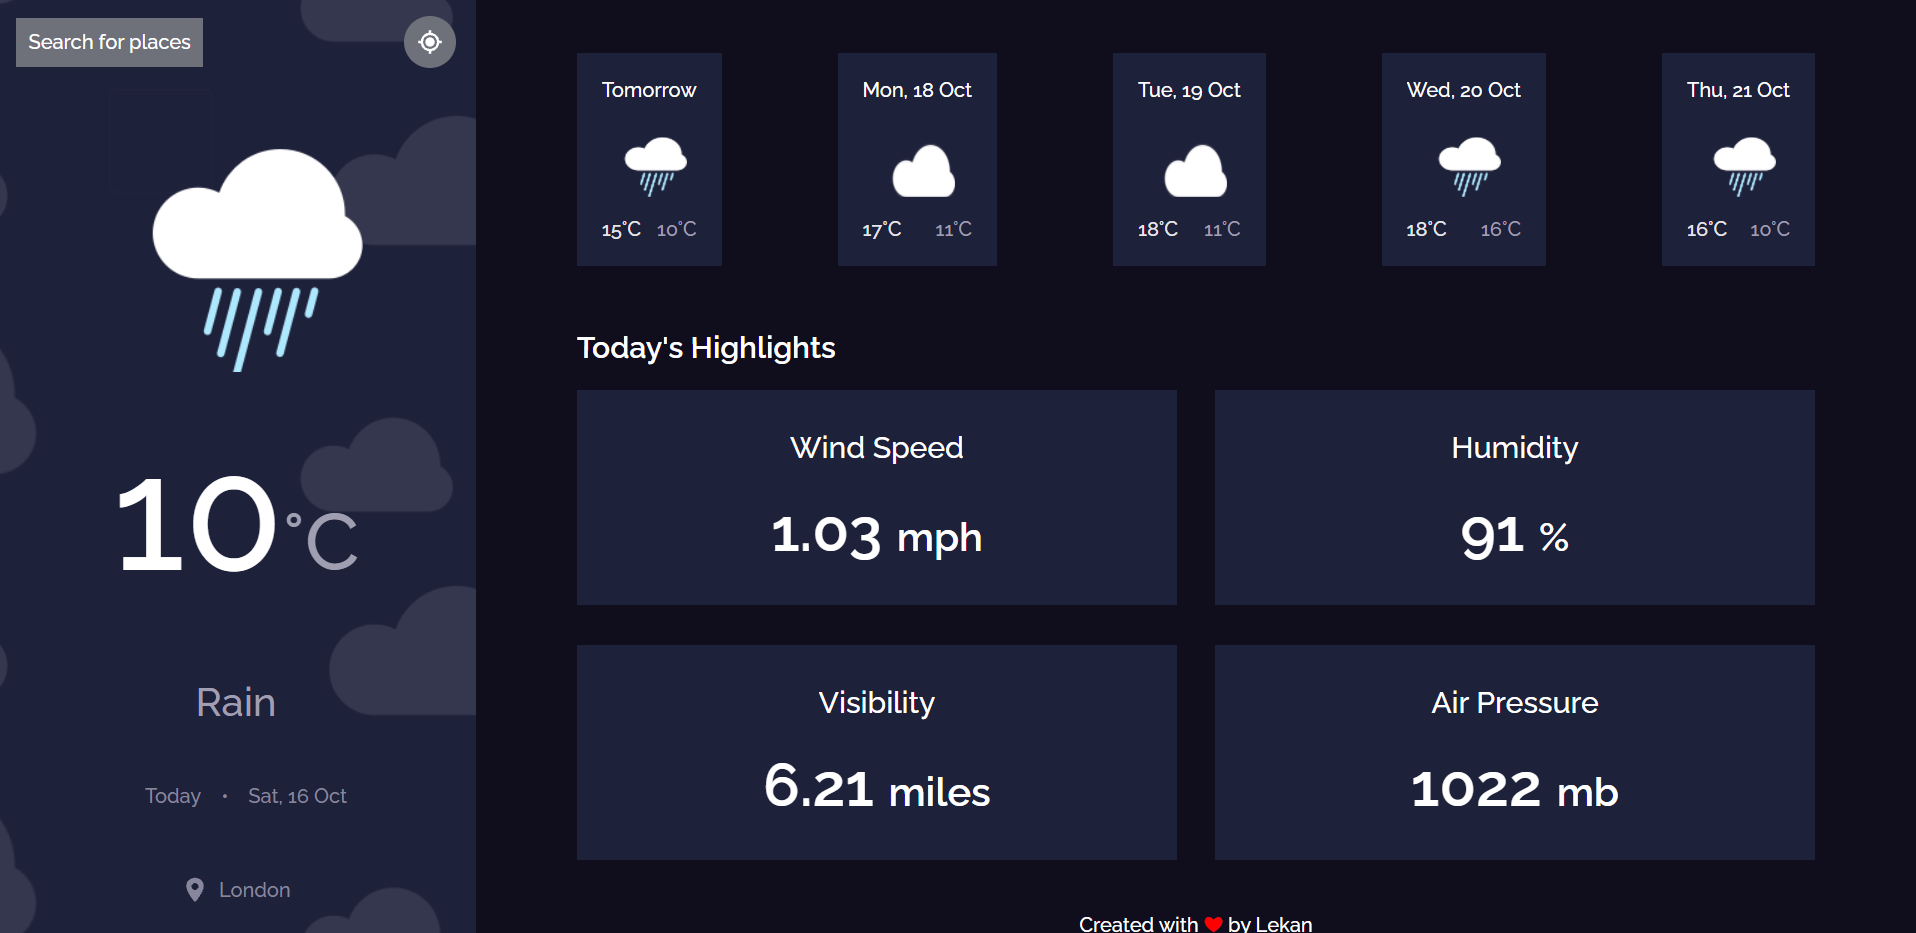 Search for places
10°C
Rain
Today • Sat, 16 Oct
London
Tomorrow
15°C 10°C
Mon, 18 Oct
17°C 11°C
Tue, 19 Oct
18°C 11°C
Wed, 20 Oct
18°C 16°C
Thu, 21 Oct
16°C 10°C
Today's Highlights
Wind Speed
1.03 mph
Humidity
91 %
Visibility
6.21 miles
Air Pressure
1022 mb
Created with ❤ by Lekan